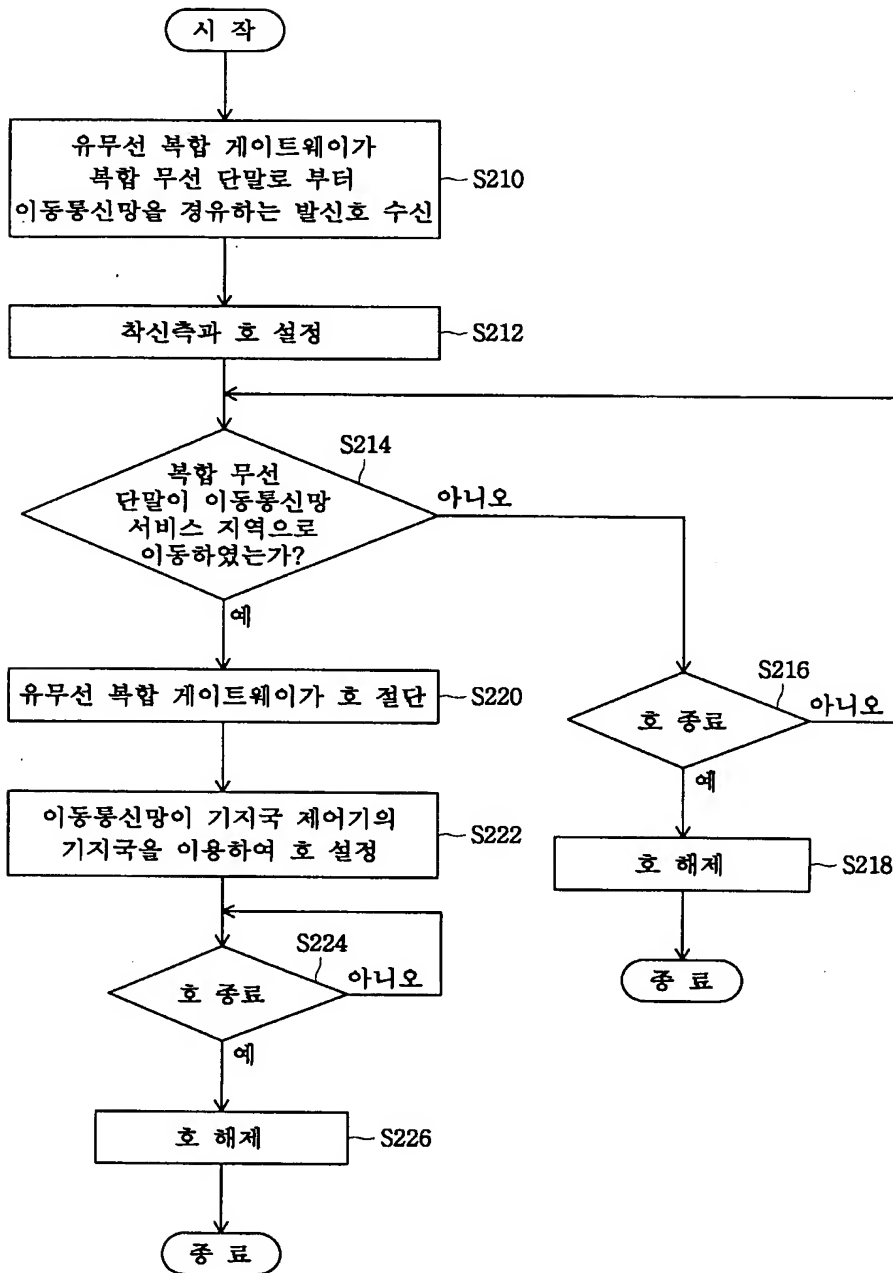 시 작
유무선 복합 게이트웨이가
복합 무선 단말로 부터
이동통신망을 경유하는 발신호 수신
S210
착신측과 호 설정
S212
S214
복합 무선
단말이 이동통신망
서비스 지역으로
이동하였는가?
아니오
예
유무선 복합 게이트웨이가 호 절단
S220
S216
호 종료
아니오
예
이동통신망이 기지국 제어기의
기지국을 이용하여 호 설정
S222
호 해제
S218
종 료
S224
호 종료
아니오
예
호 해제
S226
종 료